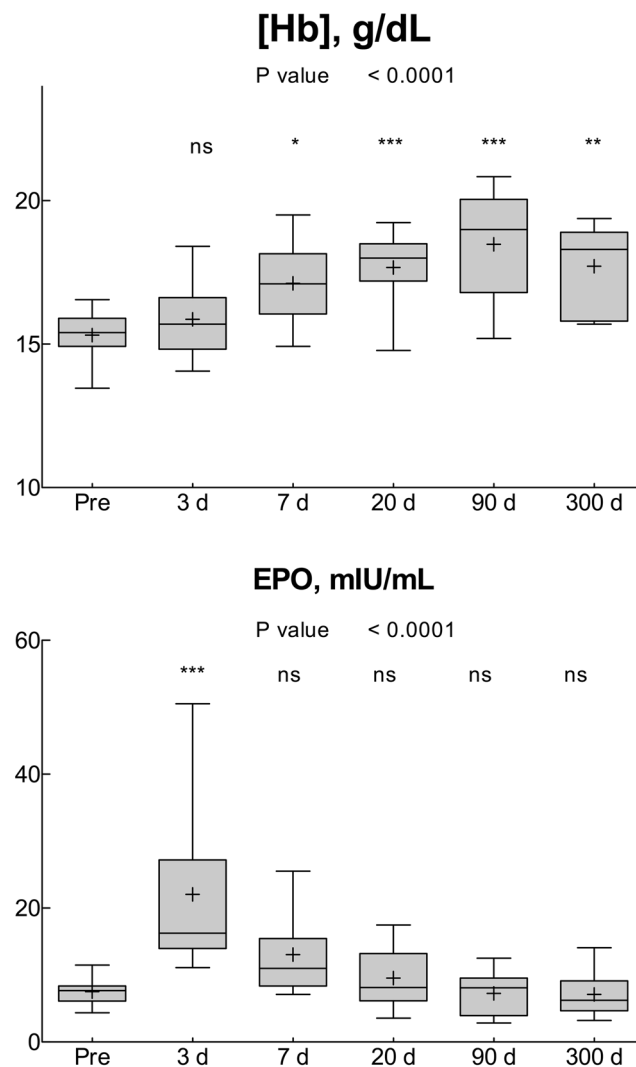 [Hb], g/dL
P value < 0.0001
ns * *** *** **
20
15
10
Pre 3 d 7 d 20 d 90 d 300 d
EPO, mIU/mL
P value < 0.0001
60
*** ns ns ns ns
40
20
0
Pre 3 d 7 d 20 d 90 d 300 d